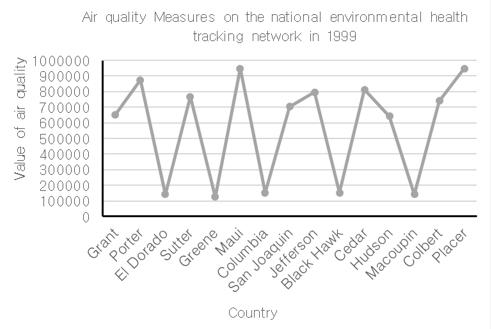 Air quality Measures on the national environmental health
tracking network in 1999
Value of air quality
1000000
900000
800000
700000
600000
500000
400000
300000
200000
100000
0
Grant
Porter
El Dorado
Sutter
Greene
Maui
Columbia
San Joaquin
Jefferson
Black Hawk
Cedar
Hudson
Macoupin
Colbert
Placer
Country